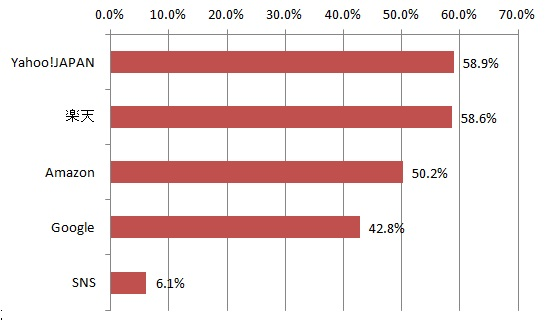 0.0% 10.0% 20.0% 30.0% 40.0% 50.0% 60.0% 70.0%
Yahoo!JAPAN 58.9%
楽天 58.6%
Amazon 50.2%
Google 42.8%
SNS 6.1%